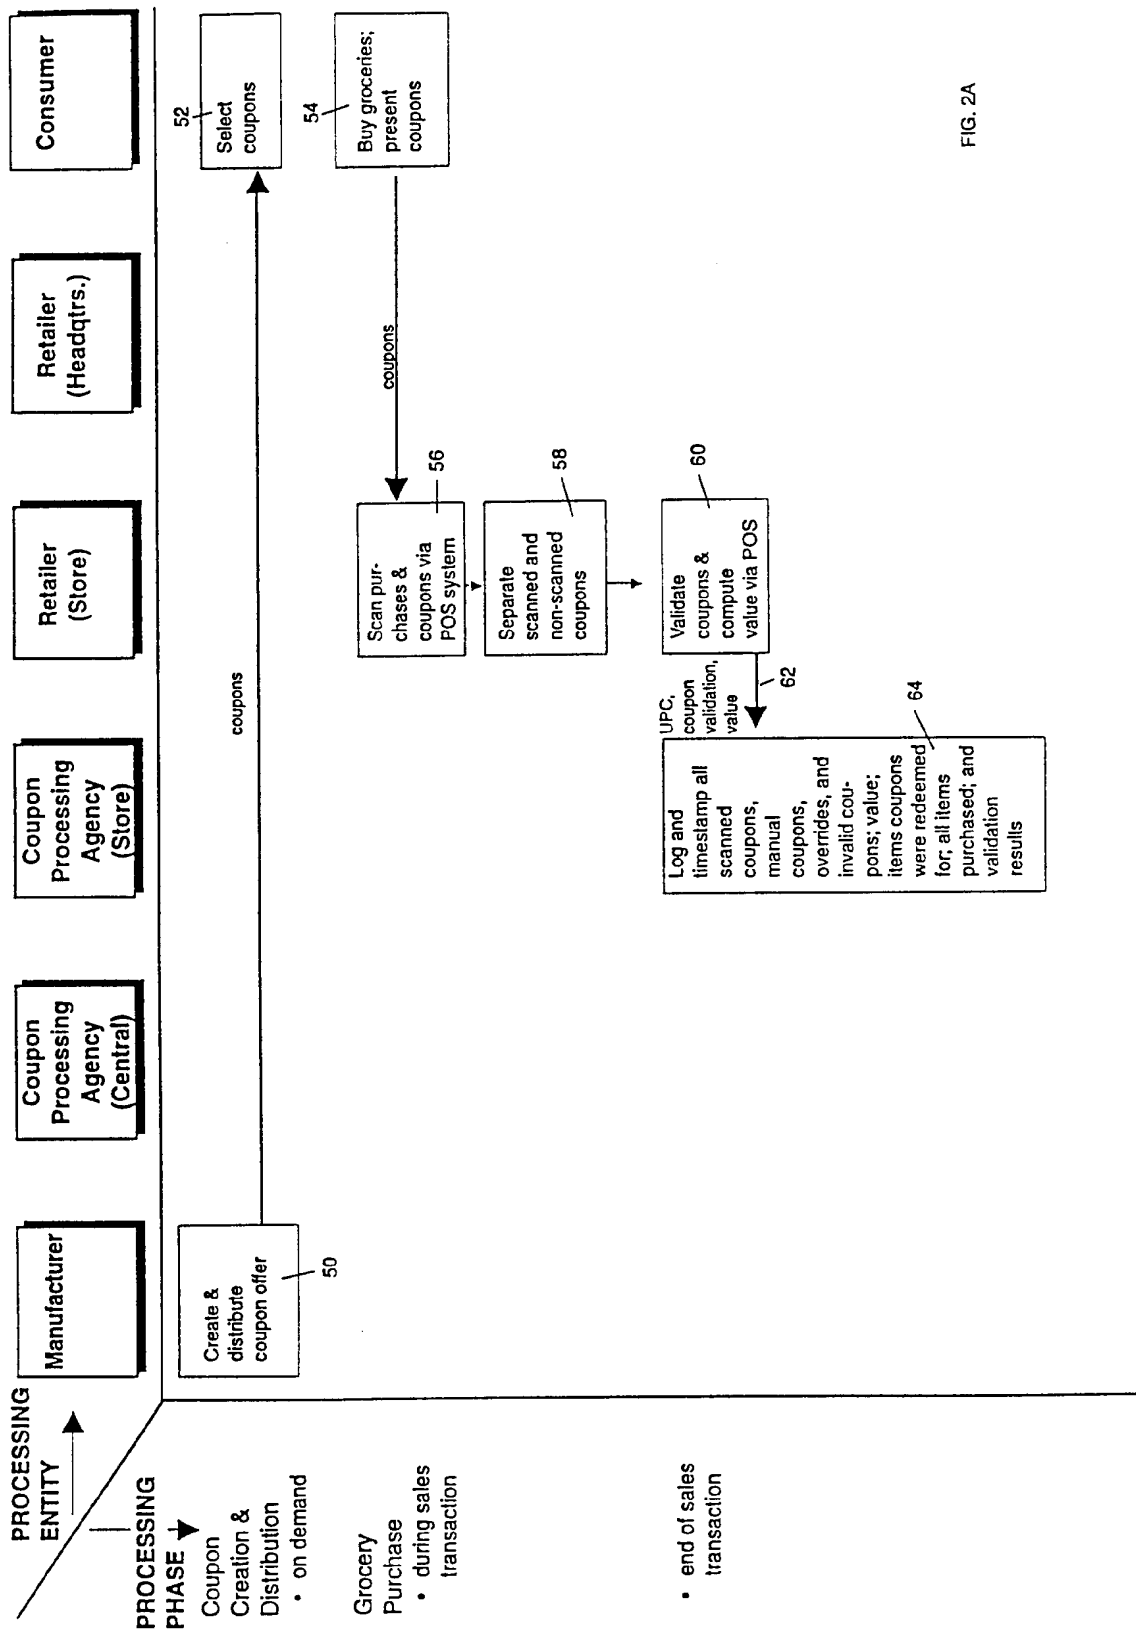 PROCESSING
ENTITY
PROCESSING
PHASE
Manufacturer
Coupon
Processing
Agency
(Central)
Coupon
Processing
Agency
(Store)
Retailer
(Store)
Retailer
(Headqtrs.)
Consumer
Coupon
Creation &
Distribution
• on demand
Create &
distribute
coupon offer
50
coupons
52
Select
coupons
Grocery
Purchase
• during sales
transaction
54
Buy groceries;
present
coupons
coupons
Scan pur-
chases &
coupons via
POS system
56
Separate
scanned and
non-scanned
coupons
58
• end of sales
transaction
Validate
coupons &
compute
value via POS
60
UPC,
coupon
validation,
value
62
Log and
timestamp all
scanned
coupons,
manual
coupons,
overrides, and
invalid cou-
pons; value;
items coupons
were redeemed
for; all items
purchased; and
validation
results
64
FIG. 2A